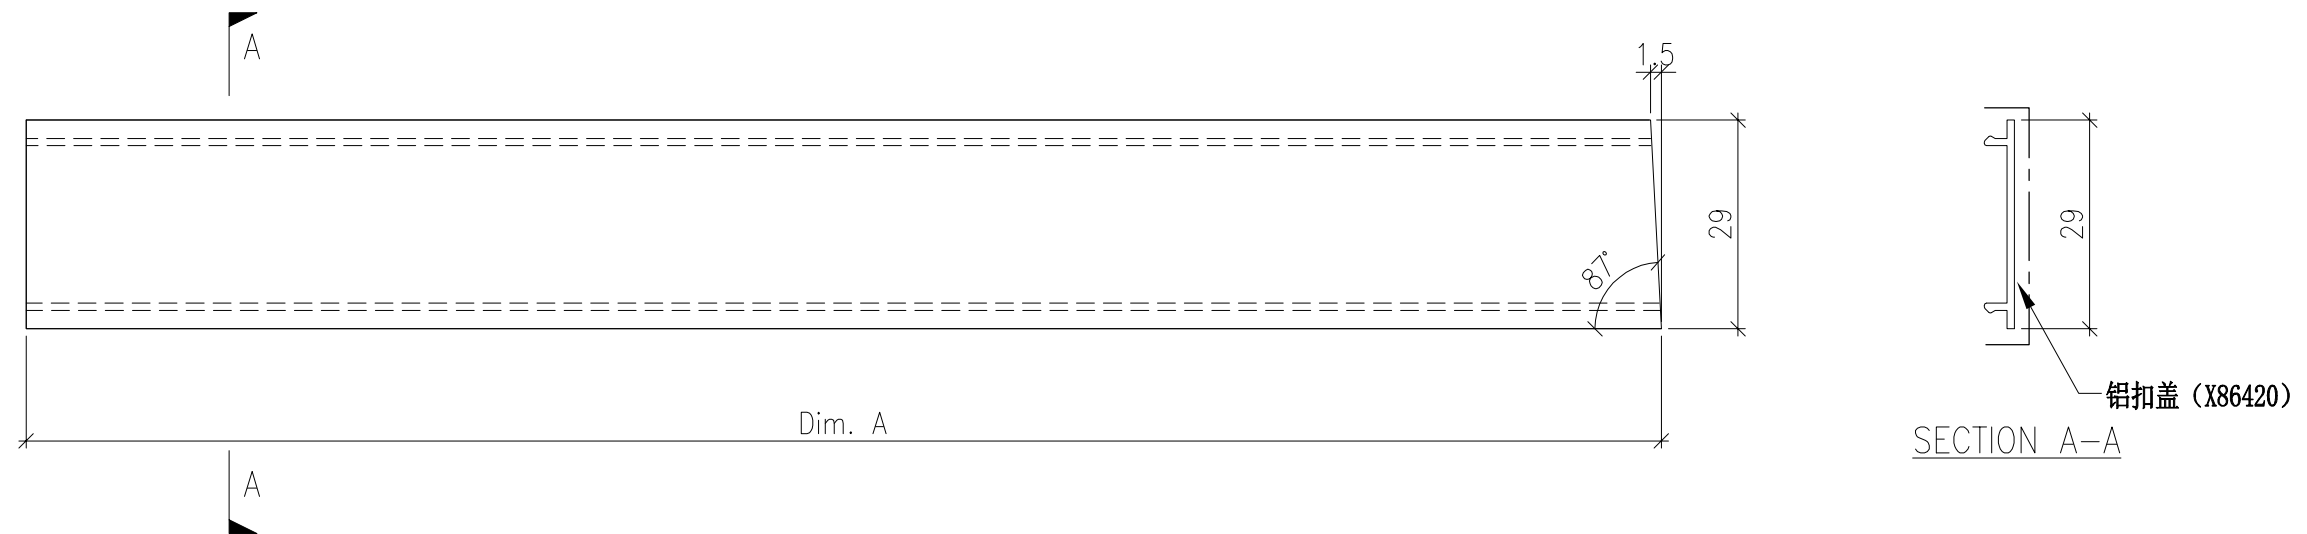 A
1.5
29
87°
Dim. A
A
29
铝扣盖（X86420）
SECTION A-A